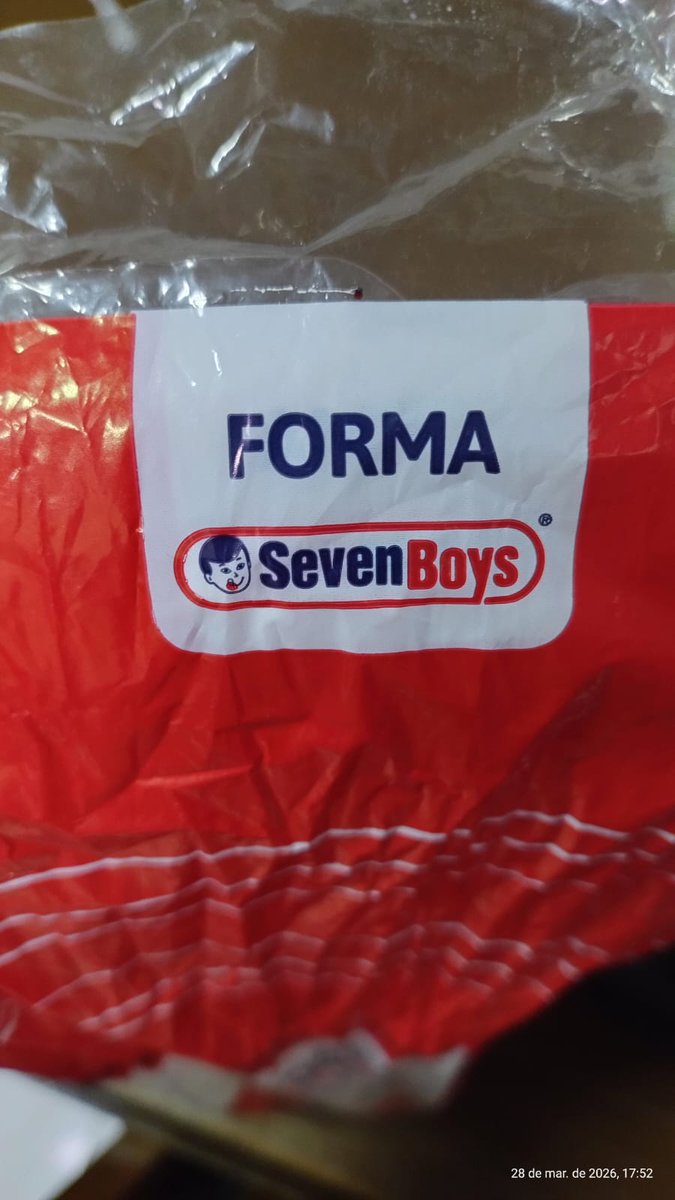 FORMA
SevenBoys®
28 de mar. de 2026, 17:52